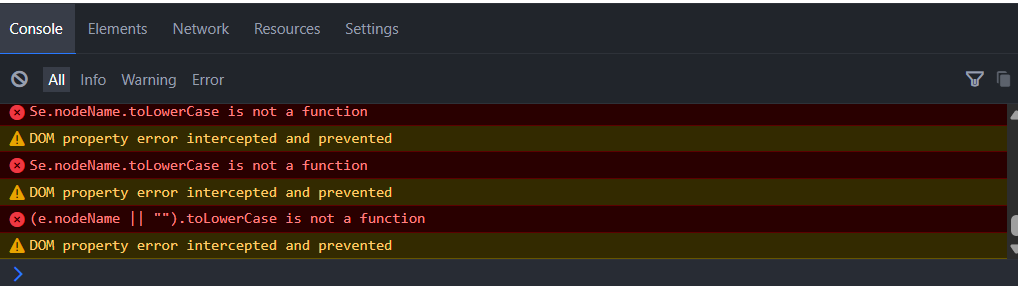 Console Elements Network Resources Settings
All Info Warning Error
Se.nodeName.toLowerCase is not a function
DOM property error intercepted and prevented
Se.nodeName.toLowerCase is not a function
DOM property error intercepted and prevented
(e.nodeName || "").toLowerCase is not a function
DOM property error intercepted and prevented